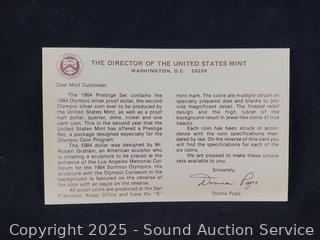 THE DIRECTOR OF THE UNITED STATES MINT
WASHINGTON, D.C. 20220
Dear Mint Customer:
The 1984 Prestige Set contains the
1984 Olympic silver proof dollar, the second
Olympic silver coin ever to be produced by
the United States Mint, as well as a proof
half dollar, quarter, dime, nickel and one
cent coin. This is the second year that the
United States Mint has offered a Prestige
Set, a package designed especially for the
Olympic Coin Program.
The 1984 dollar was designed by Mr.
Robert Graham, an American sculptor who
is creating a sculpture to be placed at the
entrance of the Los Angeles Memorial Coli-
seum for the 1984 Summer Olympics. His
sculpture with the Olympic Coliseum in the
background is featured on the obverse of
the coin with an eagle on the reverse.
All proof coins are produced at the San
Francisco Assay Office and have the "S"
mint mark. The coins are multiply struck on
specially prepared dies and blanks to pro-
vide magnificent detail. The frosted relief
design and the high luster of the
background result in jewel-like coins of true
beauty.
Each coin has been struck in accor-
dance with the coin specifications man-
dated by law. On the reverse of this card you
will find the specifications for each of the
six coins.
We are pleased to make these unique
sets available to you.
Sincerely,
Donna Pope
Donna Pope
Copyright 2025 - Sound Auction Service